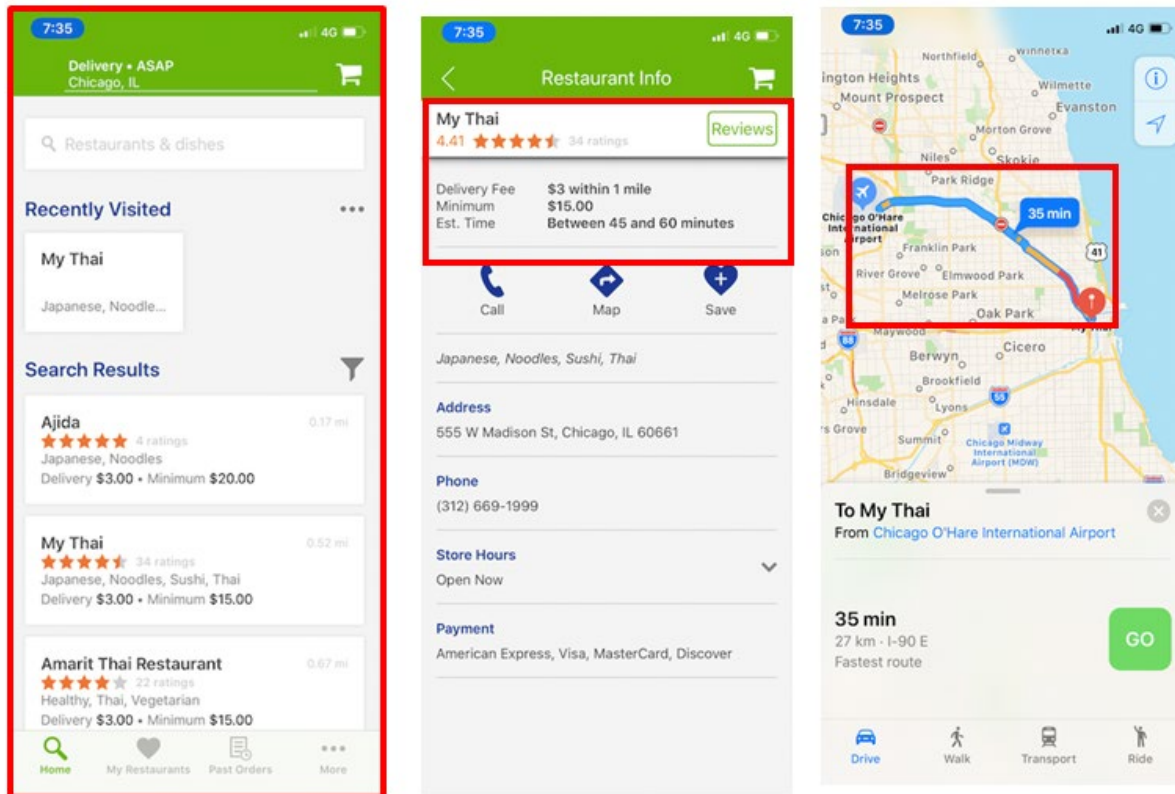 7:35
4G
Delivery • ASAP
Chicago, IL
Restaurants & dishes
Recently Visited
My Thai
Japanese, Noodle...
Search Results
Ajida
0.17 mi
4 ratings
Japanese, Noodles
Delivery $3.00 • Minimum $20.00
My Thai
0.52 mi
34 ratings
Japanese, Noodles, Sushi, Thai
Delivery $3.00 • Minimum $15.00
Amarit Thai Restaurant
0.67 mi
22 ratings
Healthy, Thai, Vegetarian
Delivery $3.00 • Minimum $15.00
Home
My Restaurants
Past Orders
More
7:35
4G
Restaurant Info
My Thai
Reviews
4.41
34 ratings
Delivery Fee $3 within 1 mile
Minimum $15.00
Est. Time Between 45 and 60 minutes
Call
Map
Save
Japanese, Noodles, Sushi, Thai
Address
555 W Madison St, Chicago, IL 60661
Phone
(312) 669-1999
Store Hours
Open Now
Payment
American Express, Visa, MasterCard, Discover
7:35
4G
Northfield
Winnetka
ington Heights
Wilmette
Mount Prospect
Evanston
Morton Grove
Niles
Skokie
Park Ridge
35 min
Chicago O'Hare
International
Airport
41
Franklin Park
River Grove
Elmwood Park
Melrose Park
Oak Park
My Thai
Maywood
88
Berwyn
Cicero
Brookfield
55
Hinsdale
Lyons
rs Grove
Summit
Chicago Midway
International
Airport (MDW)
Bridgeview
To My Thai
From Chicago O'Hare International Airport
35 min
27 km · I-90 E
Fastest route
GO
Drive
Walk
Transport
Ride